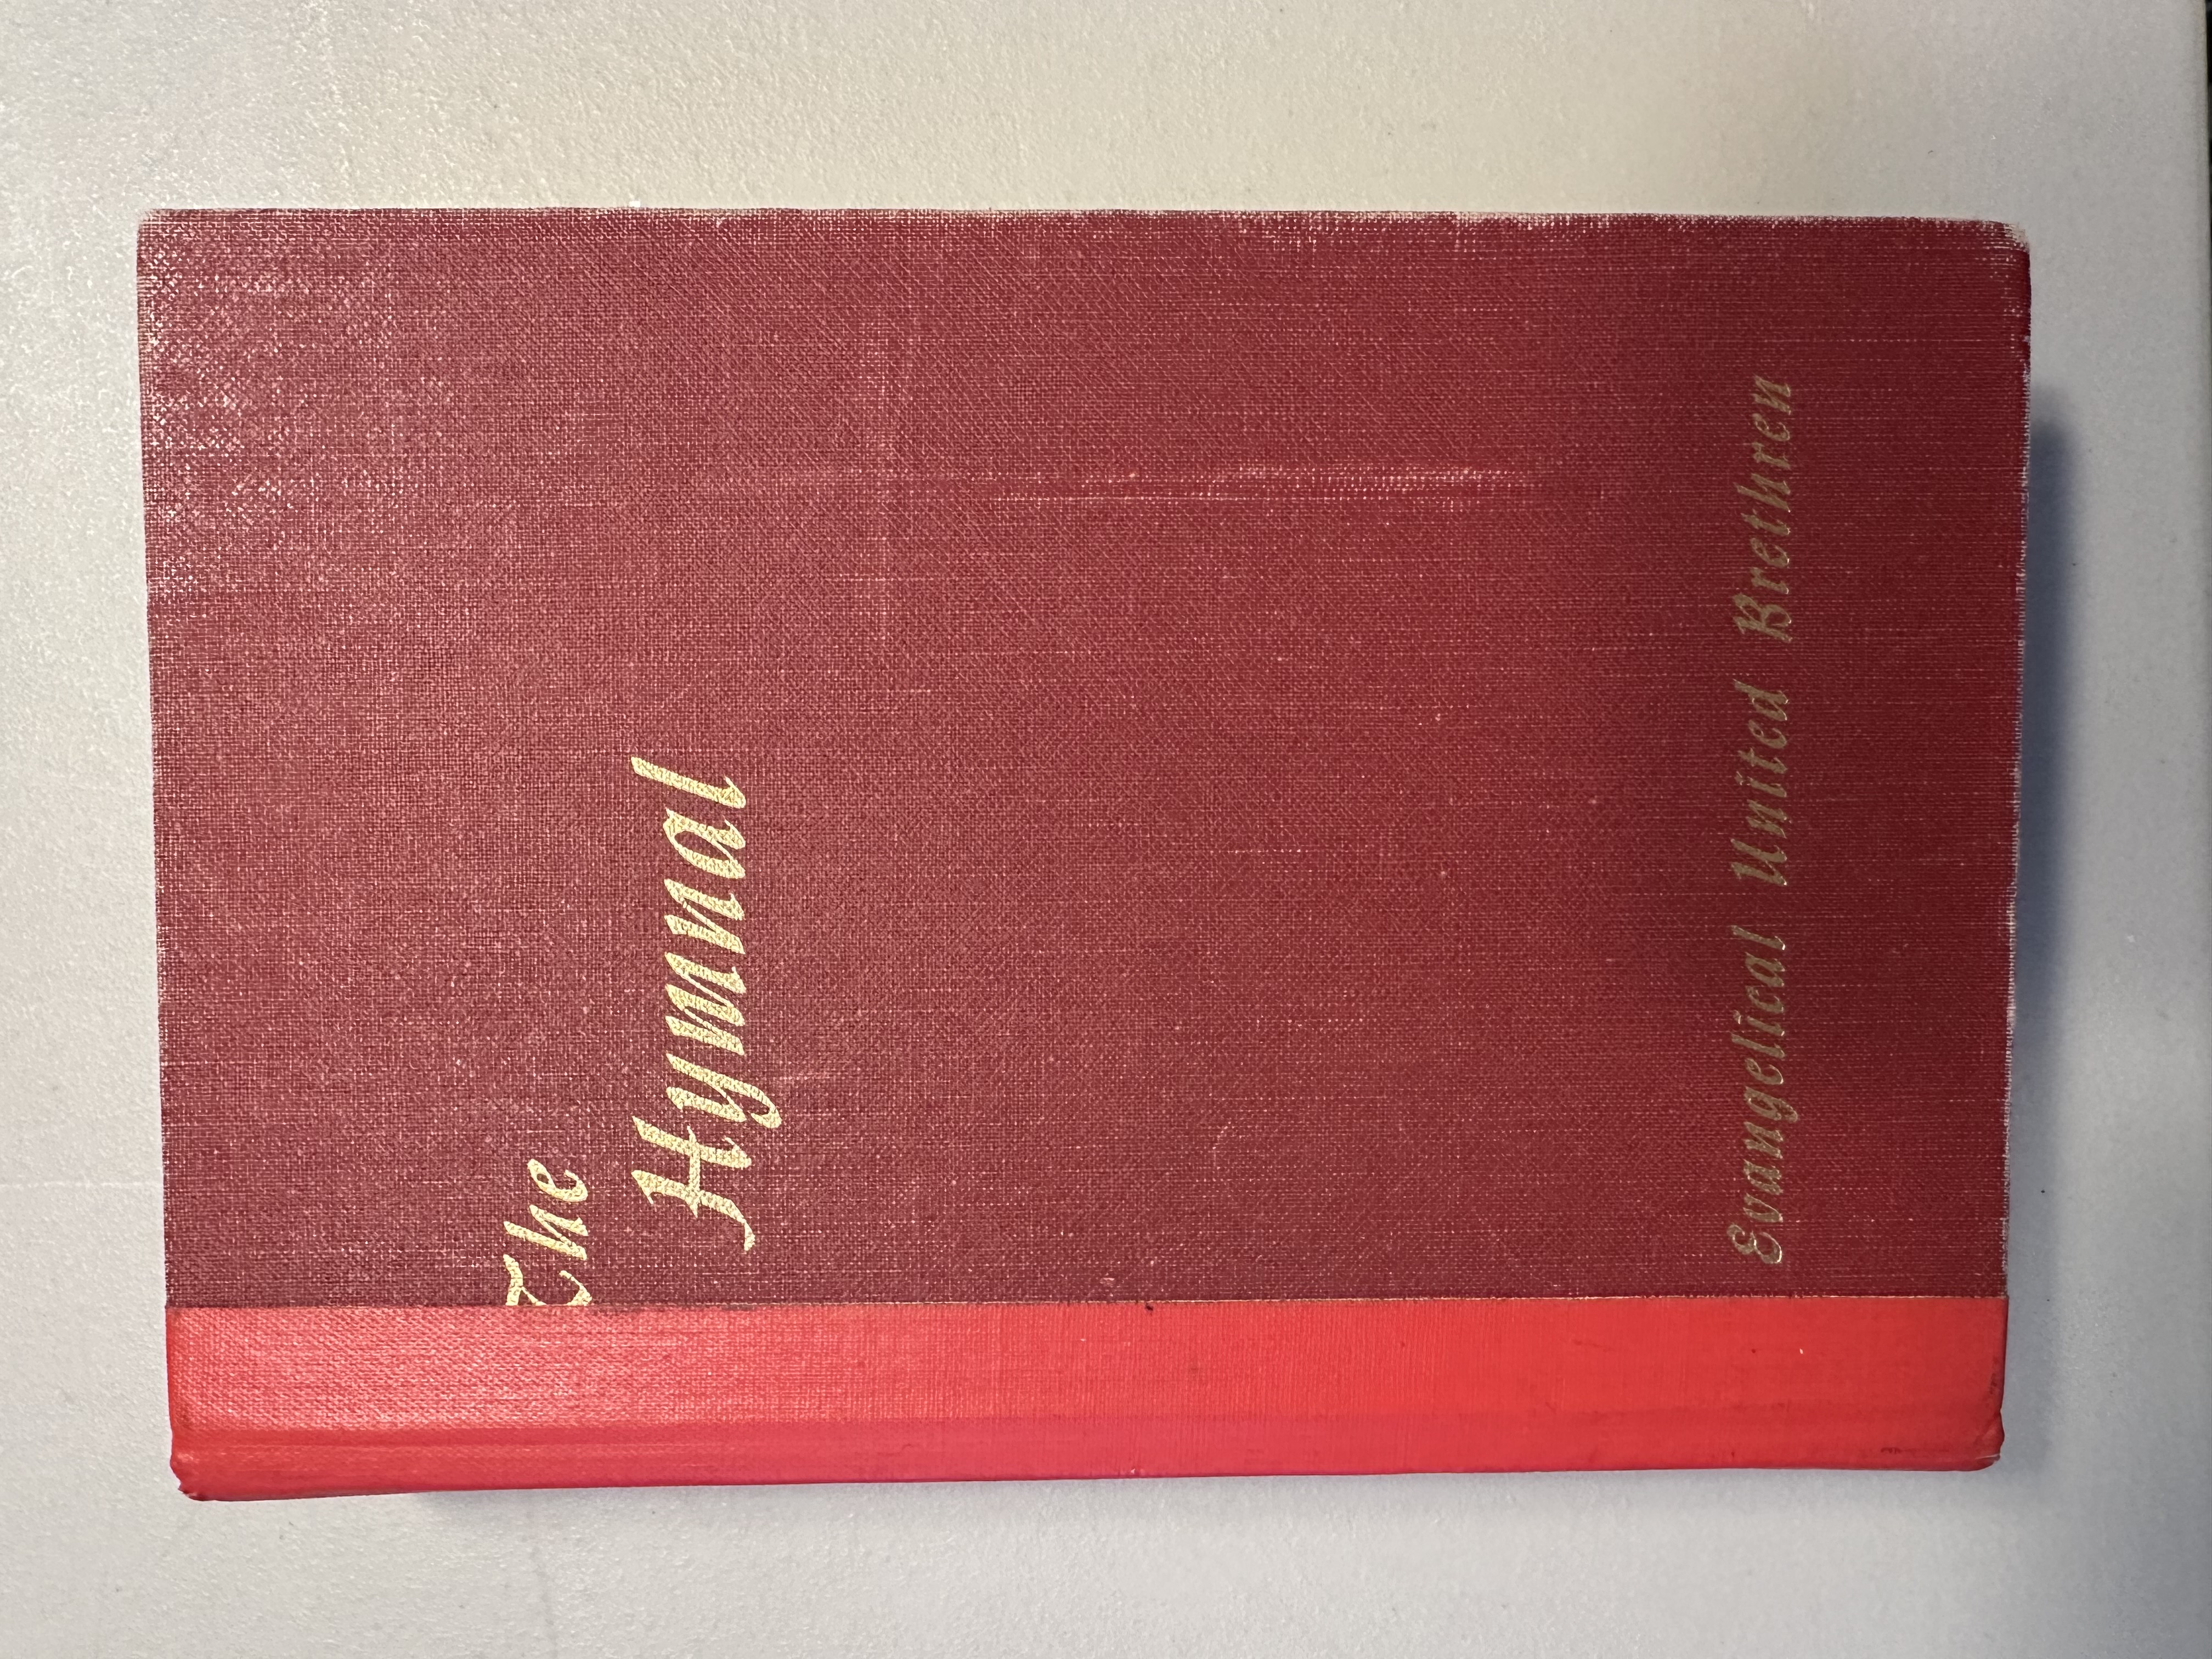 The
Hymnal
Evangelical United Brethren